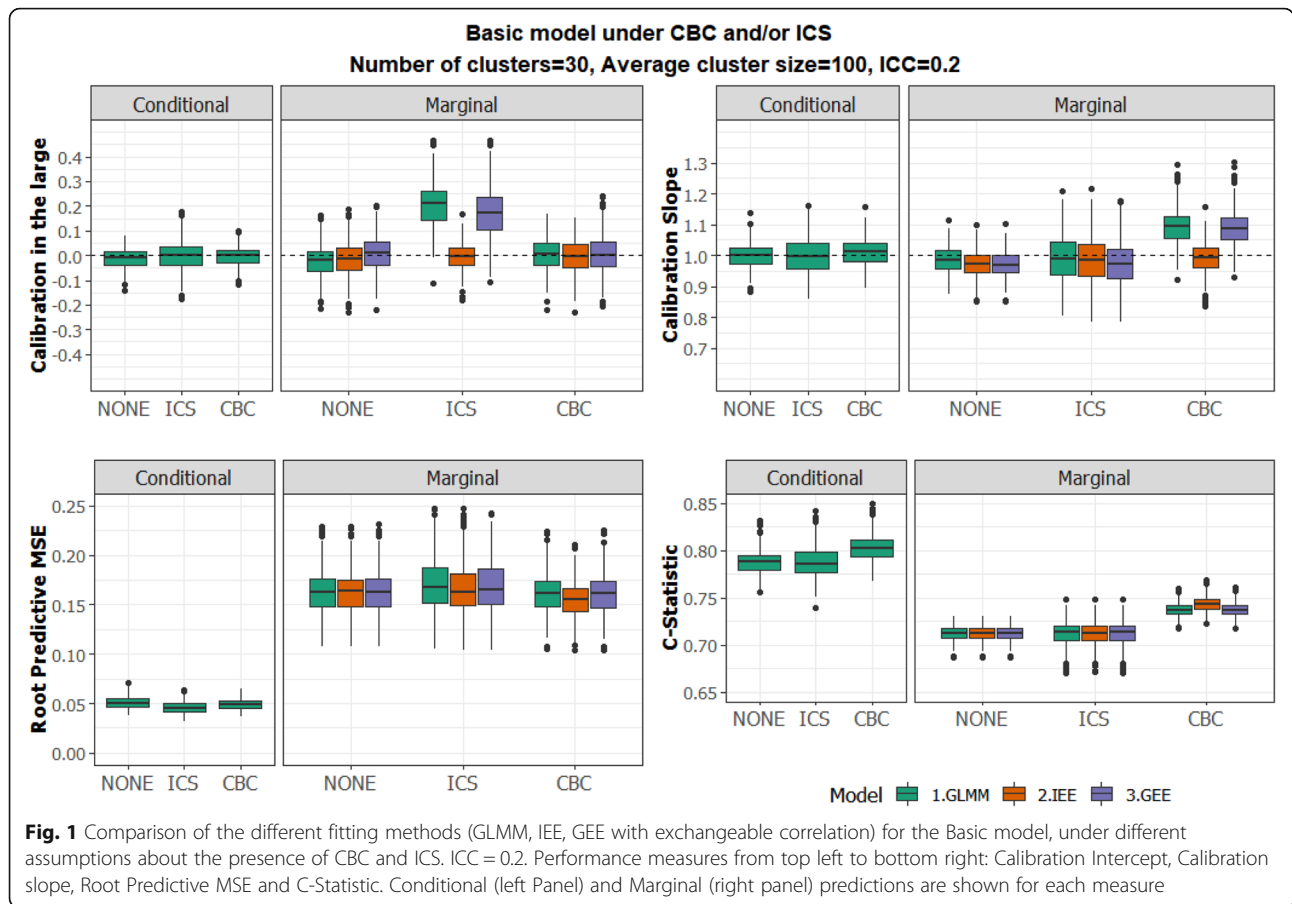 Basic model under CBC and/or ICS
Number of clusters=30, Average cluster size=100, ICC=0.2
Conditional
Marginal
Calibration in the large
0.4
0.3
0.2
0.1
0.0
-0.1
-0.2
-0.3
-0.4
NONE ICS CBC
NONE ICS CBC
Conditional
Marginal
Calibration Slope
1.3
1.2
1.1
1.0
0.9
0.8
0.7
NONE ICS CBC
NONE ICS CBC
Conditional
Marginal
Root Predictive MSE
0.25
0.20
0.15
0.10
0.05
0.00
NONE ICS CBC
NONE ICS CBC
Conditional
Marginal
C-Statistic
0.85
0.80
0.75
0.70
0.65
NONE ICS CBC
NONE ICS CBC
Model 1.GLMM 2.IEE 3.GEE
Fig. 1 Comparison of the different fitting methods (GLMM, IEE, GEE with exchangeable correlation) for the Basic model, under different
assumptions about the presence of CBC and ICS. ICC = 0.2. Performance measures from top left to bottom right: Calibration Intercept, Calibration
slope, Root Predictive MSE and C-Statistic. Conditional (left Panel) and Marginal (right panel) predictions are shown for each measure